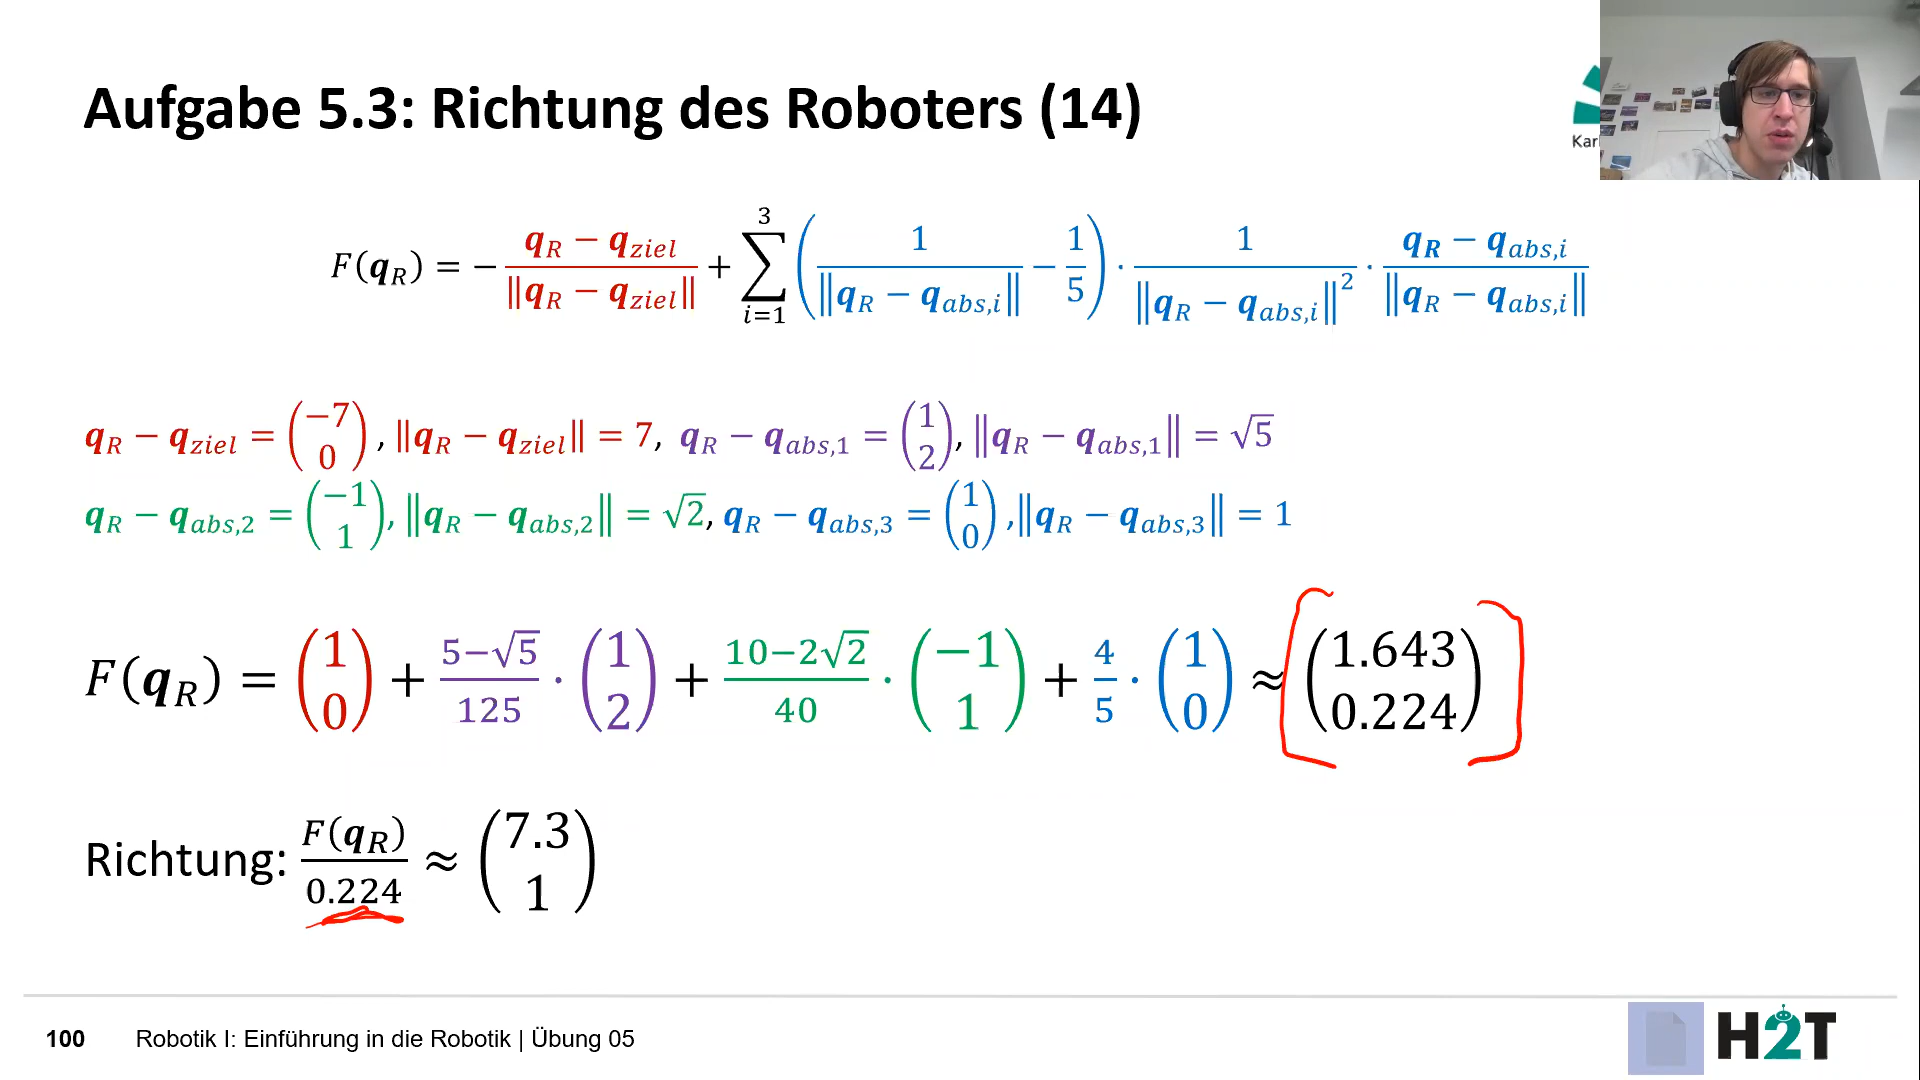 Aufgabe 5.3: Richtung des Roboters (14)
Kar
F(q_R) = − (q_R − q_ziel)/‖q_R − q_ziel‖ + ∑_{i=1}^{3} (1/‖q_R − q_abs,i‖ − 1/5) · 1/‖q_R − q_abs,i‖² · (q_R − q_abs,i)/‖q_R − q_abs,i‖
q_R − q_ziel = (−7 0), ‖q_R − q_ziel‖ = 7, q_R − q_abs,1 = (1 2), ‖q_R − q_abs,1‖ = √5
q_R − q_abs,2 = (−1 1), ‖q_R − q_abs,2‖ = √2, q_R − q_abs,3 = (1 0), ‖q_R − q_abs,3‖ = 1
F(q_R) = (1 0) + (5−√5)/125 · (1 2) + (10−2√2)/40 · (−1 1) + 4/5 · (1 0) ≈ (1.643 0.224)
Richtung: F(q_R)/0.224 ≈ (7.3 1)
100 Robotik I: Einführung in die Robotik | Übung 05
H2T